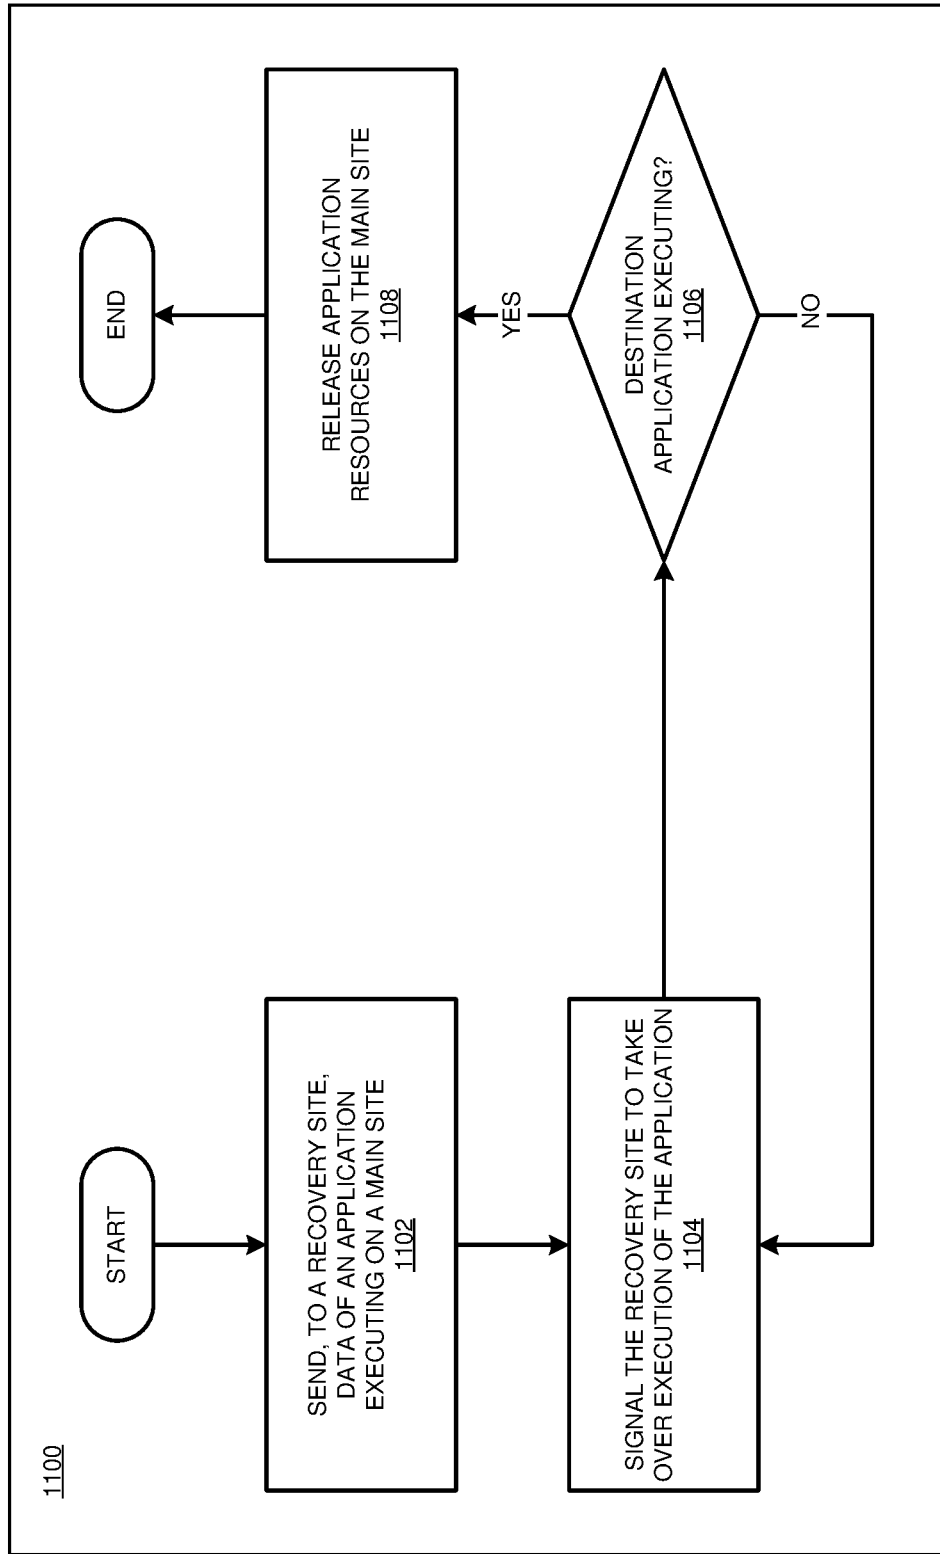 1100
START
SEND, TO A RECOVERY SITE,
DATA OF AN APPLICATION
EXECUTING ON A MAIN SITE
1102
SIGNAL THE RECOVERY SITE TO TAKE
OVER EXECUTION OF THE APPLICATION
1104
DESTINATION
APPLICATION EXECUTING?
1106
NO
YES
RELEASE APPLICATION
RESOURCES ON THE MAIN SITE
1108
END